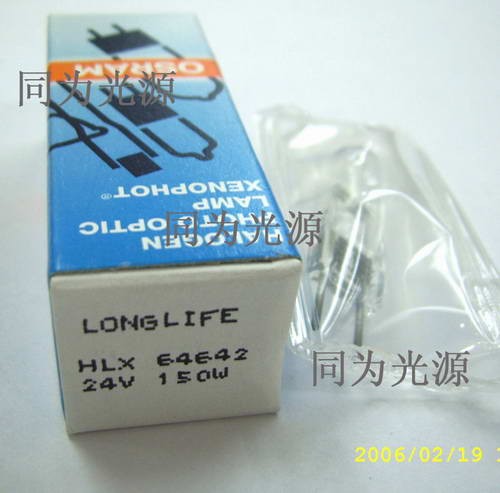 OSRAM
同为光源
HALOGEN
PHOTO OPTIC
LAMP
XENOPHOT®
同为光源
LONGLIFE
HLX 64642
24V 150W
同为光源
2006/02/19